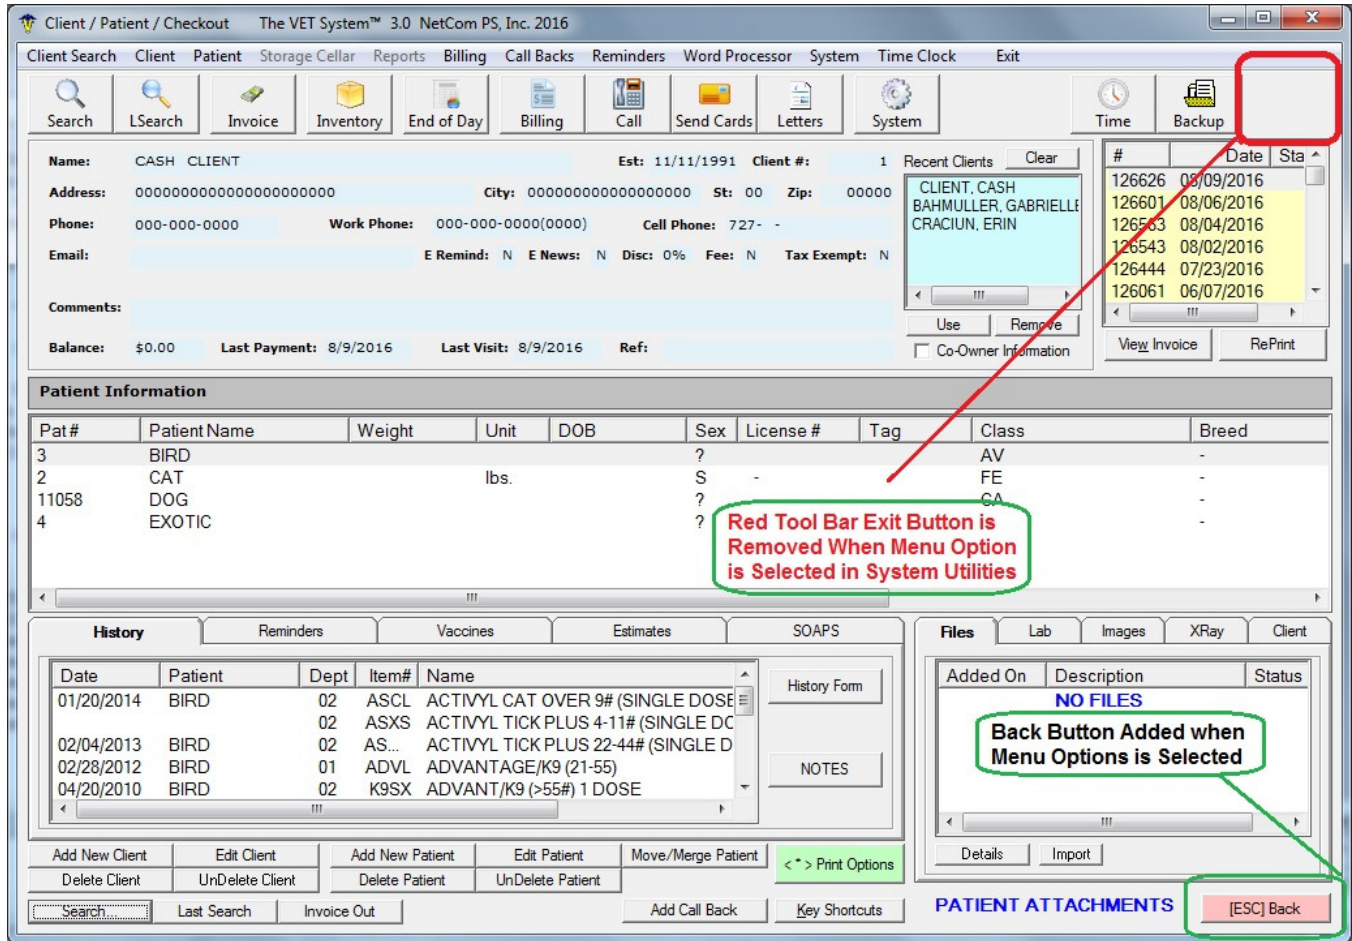 Client / Patient / Checkout The VET System™ 3.0 NetCom PS, Inc. 2016
Client Search Client Patient Storage Cellar Reports Billing Call Backs Reminders Word Processor System Time Clock Exit
Search LSearch Invoice Inventory End of Day Billing Call Send Cards Letters System Time Backup
Name: CASH CLIENT Est: 11/11/1991 Client #: 1
Address: 0000000000000000000000 City: 000000000000000000 St: 00 Zip: 00000
Phone: 000-000-0000 Work Phone: 000-000-0000(0000) Cell Phone: 727- -
Email: E Remind: N E News: N Disc: 0% Fee: N Tax Exempt: N
Comments:
Balance: $0.00 Last Payment: 8/9/2016 Last Visit: 8/9/2016 Ref:
Recent Clients Clear
CLIENT, CASH
BAHMULLER, GABRIELLE
CRACIUN, ERIN
Use Remove
Co-Owner Information
# Date Sta
126626 08/09/2016
126601 08/06/2016
126563 08/04/2016
126543 08/02/2016
126444 07/23/2016
126061 06/07/2016
View Invoice RePrint
Patient Information
Pat # Patient Name Weight Unit DOB Sex License # Tag Class Breed
3 BIRD ? AV -
2 CAT lbs. S - FE -
11058 DOG ? CA -
4 EXOTIC ? -
Red Tool Bar Exit Button is
Removed When Menu Option
is Selected in System Utilities
History Reminders Vaccines Estimates SOAPS
Date Patient Dept Item# Name
01/20/2014 BIRD 02 ASCL ACTIVYL CAT OVER 9# (SINGLE DOSE
02 ASXS ACTIVYL TICK PLUS 4-11# (SINGLE DC
02/04/2013 BIRD 02 AS... ACTIVYL TICK PLUS 22-44# (SINGLE D
02/28/2012 BIRD 01 ADVL ADVANTAGE/K9 (21-55)
04/20/2010 BIRD 02 K9SX ADVANT/K9 (>55#) 1 DOSE
History Form
NOTES
Files Lab Images XRay Client
Added On Description Status
NO FILES
Back Button Added when
Menu Options is Selected
Details Import
Add New Client Edit Client Add New Patient Edit Patient Move/Merge Patient < * > Print Options
Delete Client UnDelete Client Delete Patient UnDelete Patient
Search... Last Search Invoice Out Add Call Back Key Shortcuts PATIENT ATTACHMENTS [ESC] Back